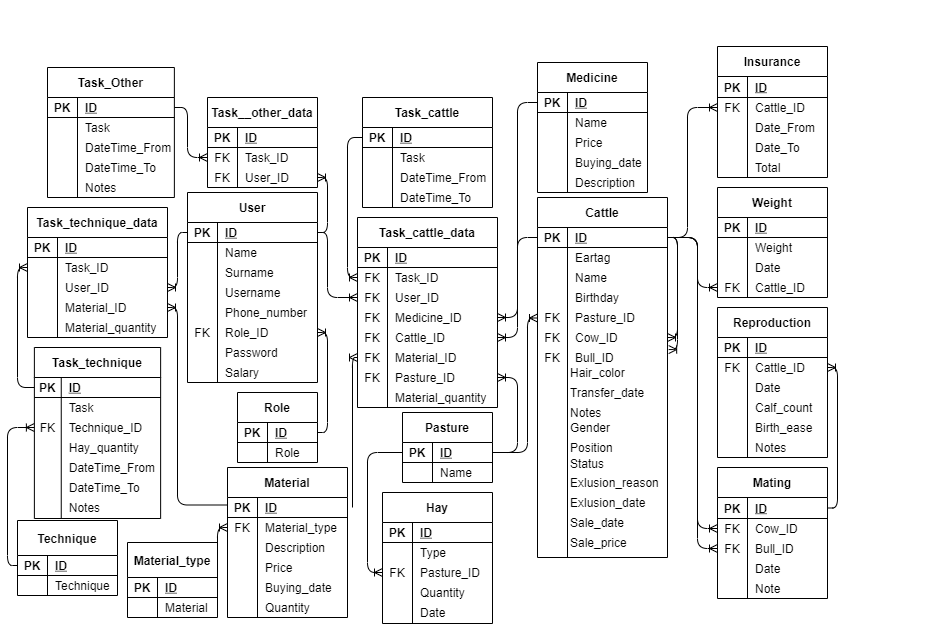 Task_Other
PK ID
Task
DateTime_From
DateTime_To
Notes
Task__other_data
PK ID
FK Task_ID
FK User_ID
Task_cattle
PK ID
Task
DateTime_From
DateTime_To
Medicine
PK ID
Name
Price
Buying_date
Description
Insurance
PK ID
FK Cattle_ID
Date_From
Date_To
Total
Task_technique_data
PK ID
Task_ID
User_ID
Material_ID
Material_quantity
User
PK ID
Name
Surname
Username
Phone_number
FK Role_ID
Password
Salary
Task_cattle_data
PK ID
FK Task_ID
FK User_ID
FK Medicine_ID
FK Cattle_ID
FK Material_ID
FK Pasture_ID
Material_quantity
Cattle
PK ID
Eartag
Name
Birthday
FK Pasture_ID
FK Cow_ID
FK Bull_ID
Hair_color
Transfer_date
Notes
Gender
Position
Status
Exlusion_reason
Exlusion_date
Sale_date
Sale_price
Weight
PK ID
Weight
Date
FK Cattle_ID
Reproduction
PK ID
FK Cattle_ID
Date
Calf_count
Birth_ease
Notes
Task_technique
PK ID
Task
FK Technique_ID
Hay_quantity
DateTime_From
DateTime_To
Notes
Role
PK ID
Role
Pasture
PK ID
Name
Material
PK ID
FK Material_type
Description
Price
Buying_date
Quantity
Hay
PK ID
Type
FK Pasture_ID
Quantity
Date
Mating
PK ID
FK Cow_ID
FK Bull_ID
Date
Note
Technique
PK ID
Technique
Material_type
PK ID
Material